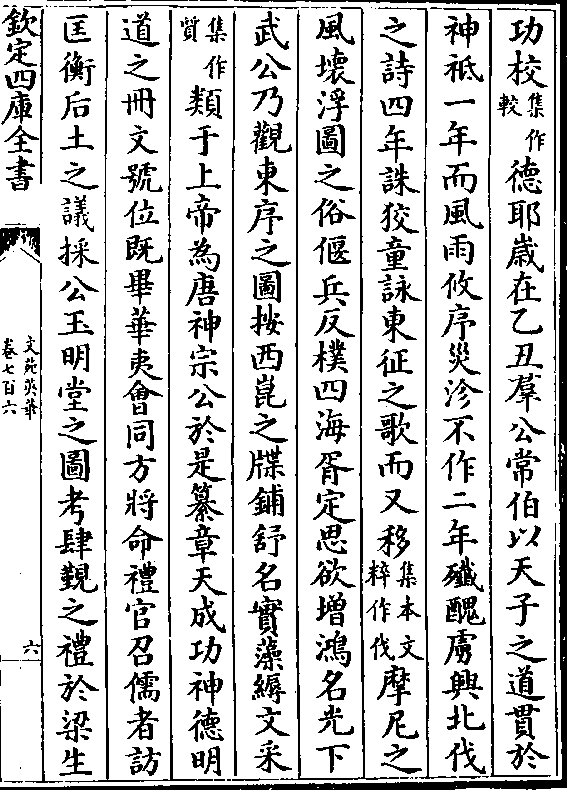 功校集作較德耶歲在乙丑羣公常伯以天子之道貫於
神祗一年而風雨攸序災沴不作二年殱醜虜興北伐
之詩四年誅狡童詠東征之歌而又移集本文粹作伐摩尼之
風壞浮圖之俗偃兵反樸四海胥定思欲增鴻名光下
武公乃觀東序之圖按西崑之牒鋪舒名實藻縟文采
集作質類于上帝為唐神宗公於是纂章天成功神德明
道之冊文號位既畢華夷會同方將命禮官召儒者訪
匡衡后土之議採公玉明堂之圖考肆覲之禮於梁生
欽定四庫全書
文苑英華
卷七百六
六